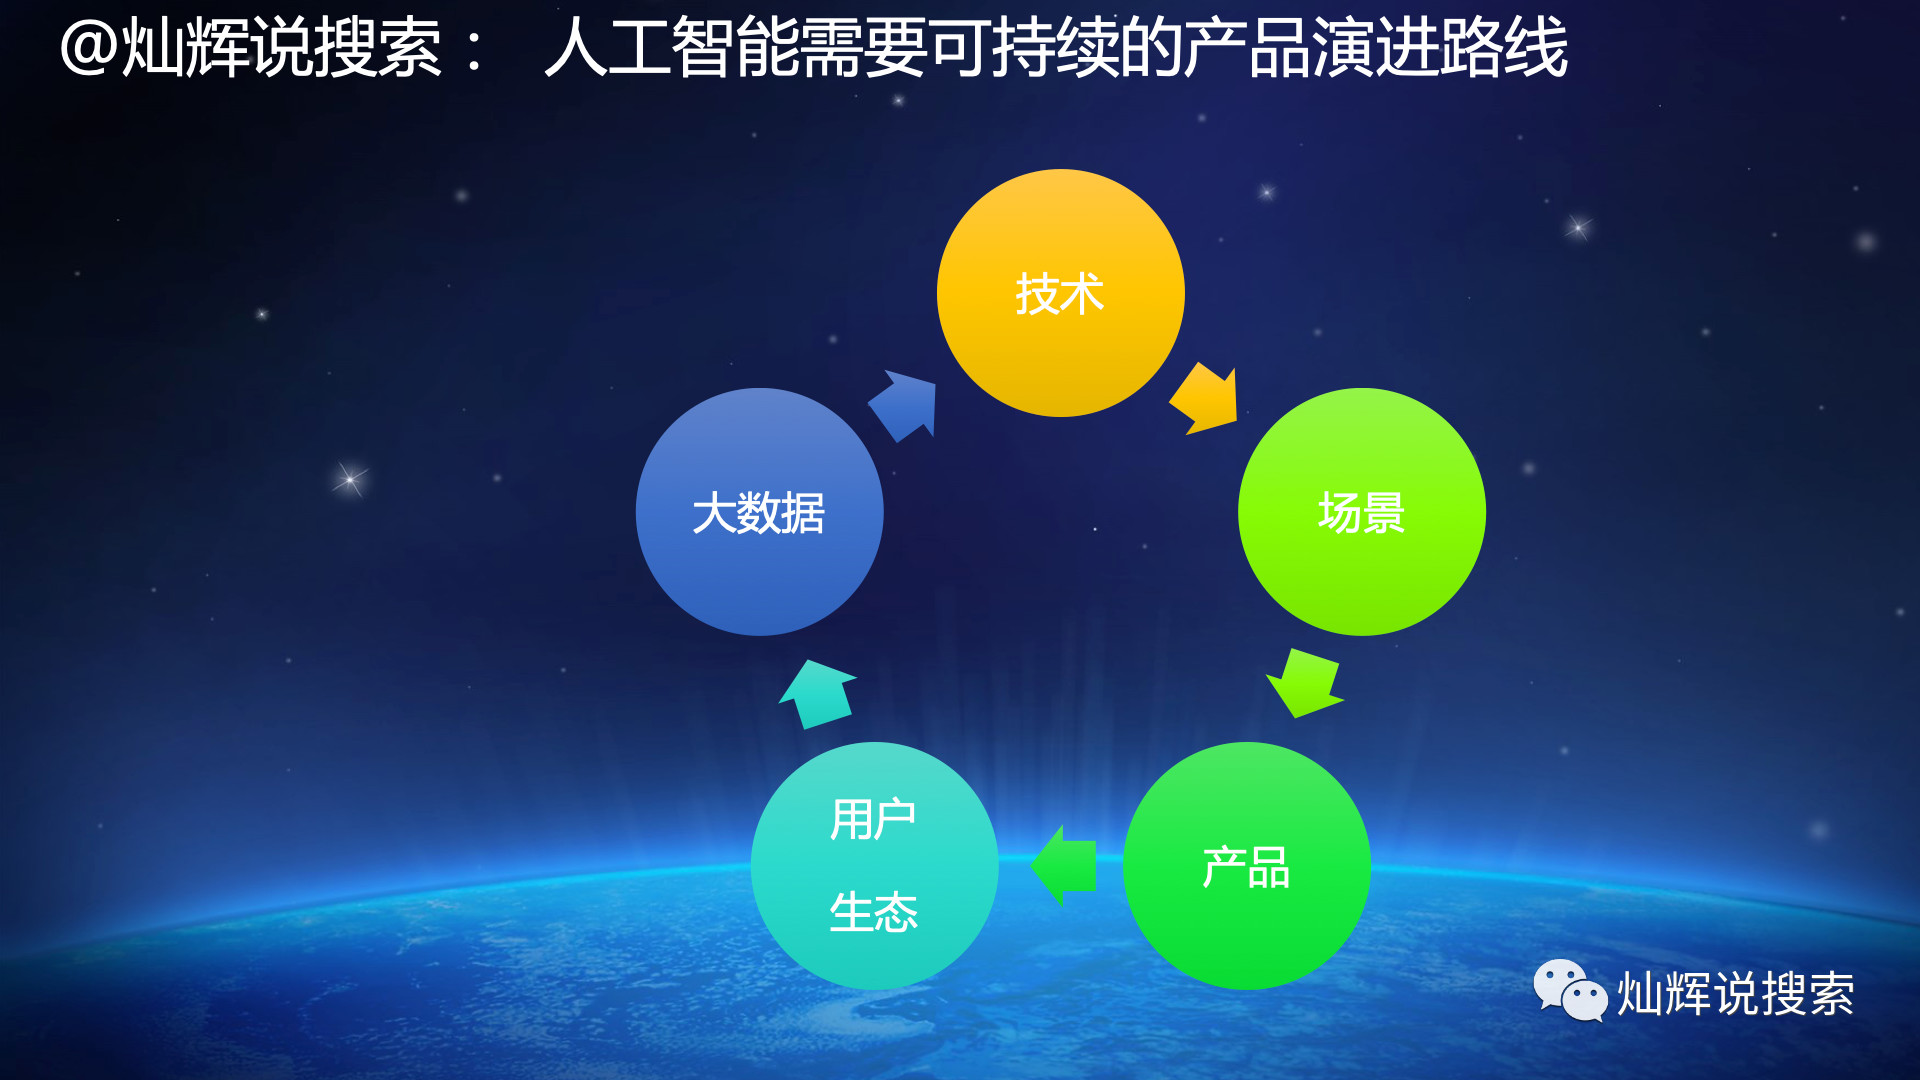 @灿辉说搜索： 人工智能需要可持续的产品演进路线
技术
大数据
场景
用户
生态
产品
灿辉说搜索